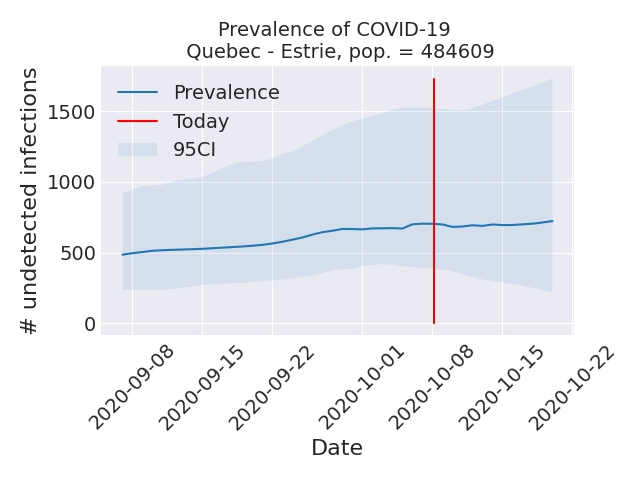 Prevalence of COVID-19
Quebec - Estrie, pop. = 484609
# undetected infections
1500
1000
500
0
Prevalence
Today
95CI
2020-09-08
2020-09-15
2020-09-22
2020-10-01
2020-10-08
2020-10-15
2020-10-22
Date